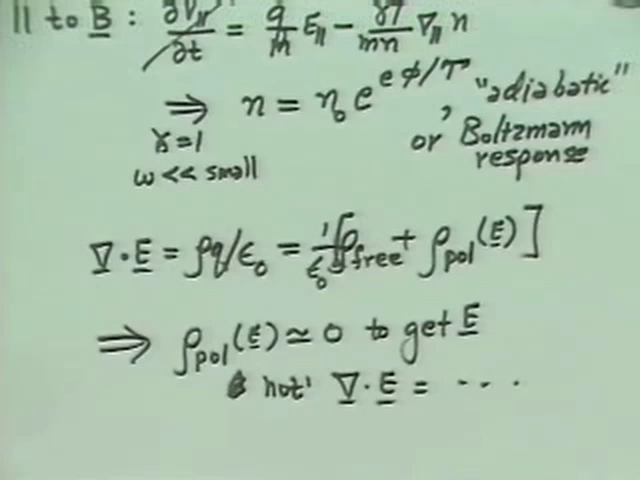 ∥ to B : ∂V∥/∂t = q/m E∥ − γT/mn ∇∥ n
⇒ n = n₀ e^{eφ/T}, "adiabatic"
γ = 1 or Boltzmann
ω << small response
∇·E = ρq/ε₀ = 1/ε₀ [ρfree + ρpol(E)]
⇒ ρpol(E) ≃ 0 to get E
not ∇·E = ····